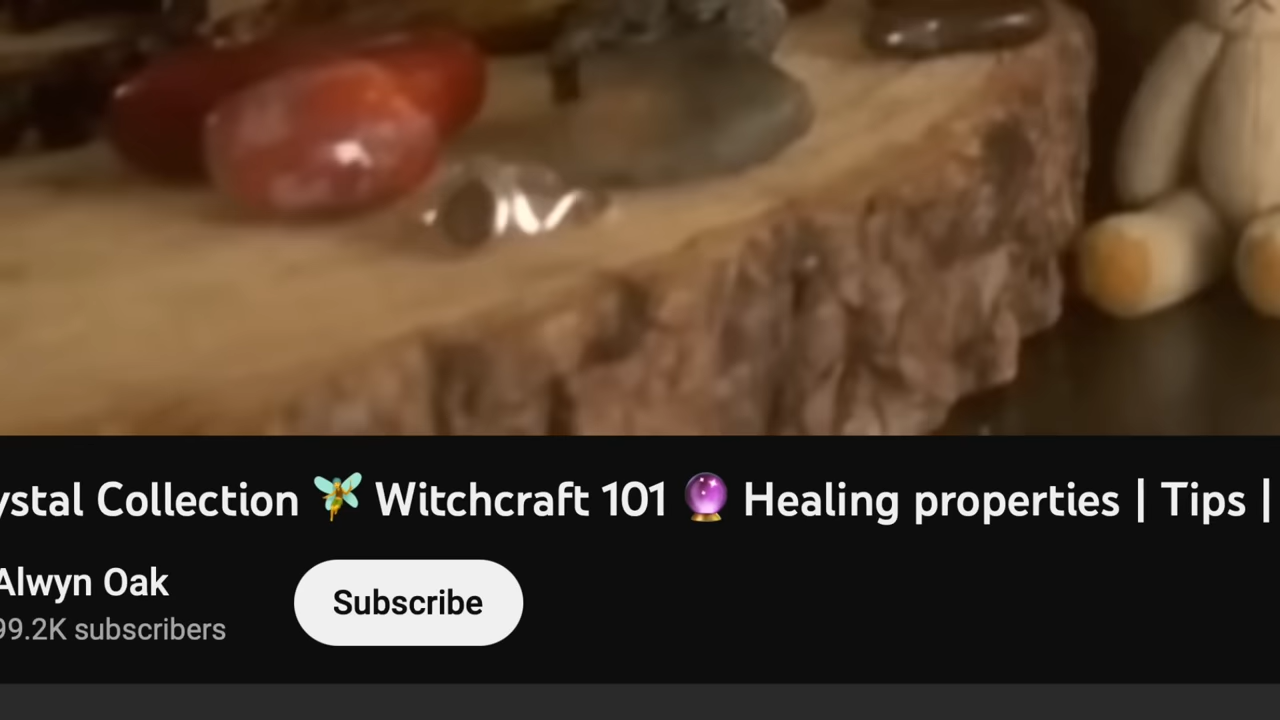 ystal Collection 🧚 Witchcraft 101 🔮 Healing properties | Tips |
Alwyn Oak
Subscribe
99.2K subscribers